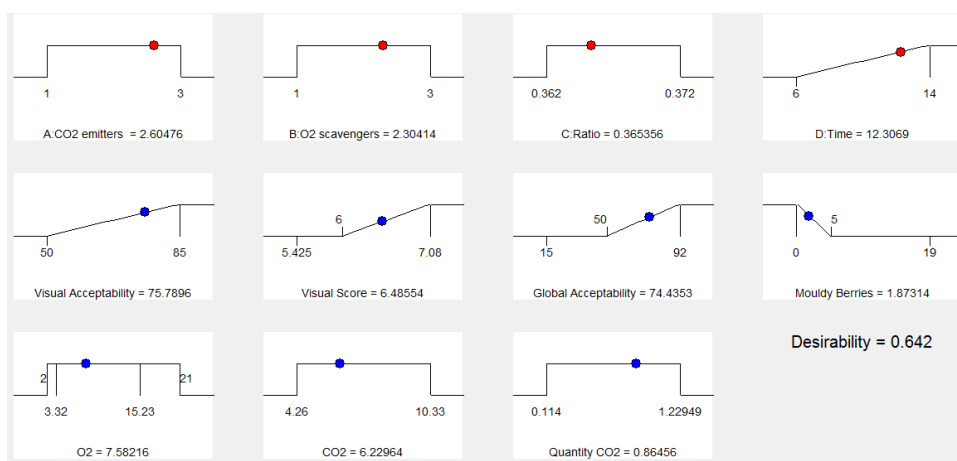 1 3
A:CO2 emitters = 2.60476
1 3
B:O2 scavengers = 2.30414
0.362 0.372
C:Ratio = 0.365356
6 14
D:Time = 12.3069
50 85
Visual Acceptability = 75.7896
6
5.425 7.08
Visual Score = 6.48554
50
15 92
Global Acceptability = 74.4353
5
0 19
Mouldy Berries = 1.87314
2 21
3.32 15.23
O2 = 7.58216
4.26 10.33
CO2 = 6.22964
0.114 1.22949
Quantity CO2 = 0.86456
Desirability = 0.642